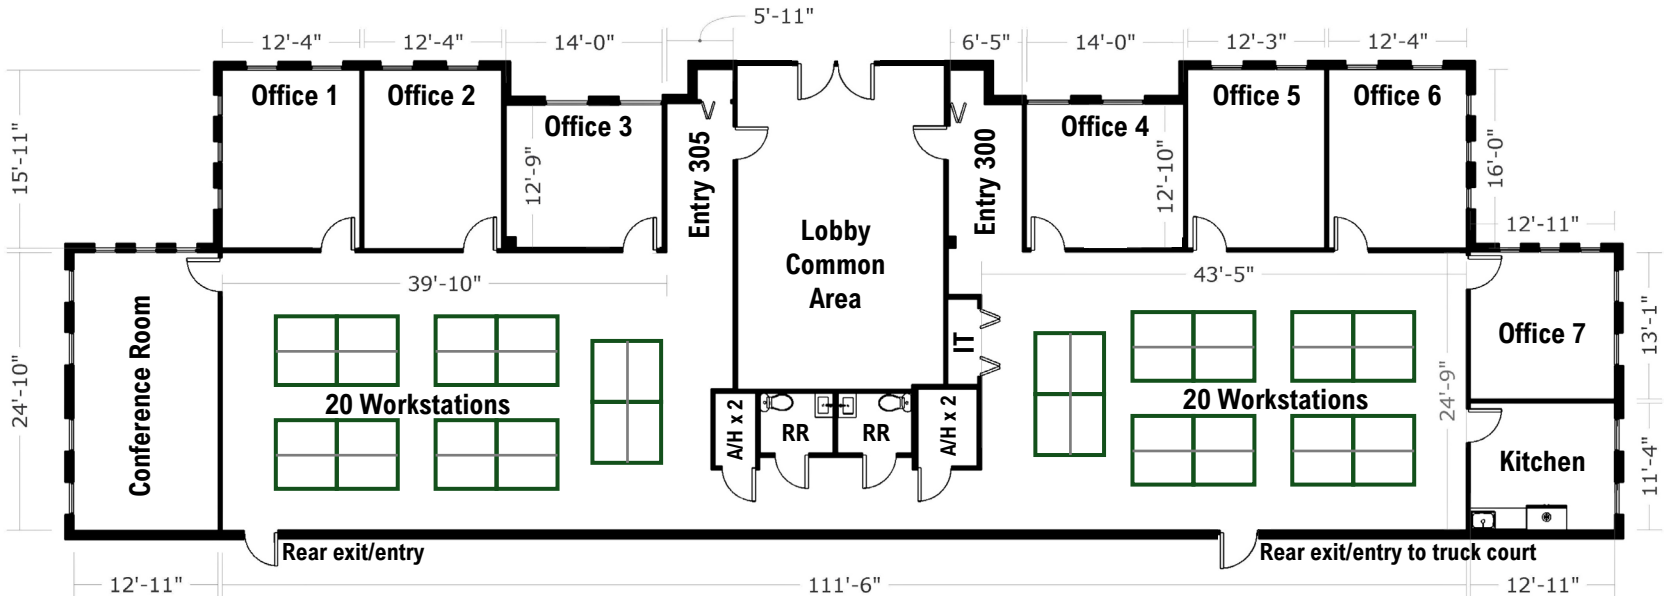 5'-11"
12'-4"
12'-4"
14'-0"
6'-5"
14'-0"
12'-3"
12'-4"
Office 1
Office 2
Office 3
Office 4
Office 5
Office 6
15'-11"
12'-9"
Entry 305
Entry 300
12'-10"
16'-0"
12'-11"
Lobby
Common
Area
39'-10"
43'-5"
Conference Room
IT
Office 7
13'-1"
24'-10"
20 Workstations
20 Workstations
24'-9"
A/H x 2
RR
RR
A/H x 2
Kitchen
11'-4"
Rear exit/entry
Rear exit/entry to truck court
12'-11"
111'-6"
12'-11"